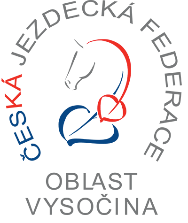 ČESKÁ JEZDECKÁ FEDERACE
OBLAST
VYSOČINA